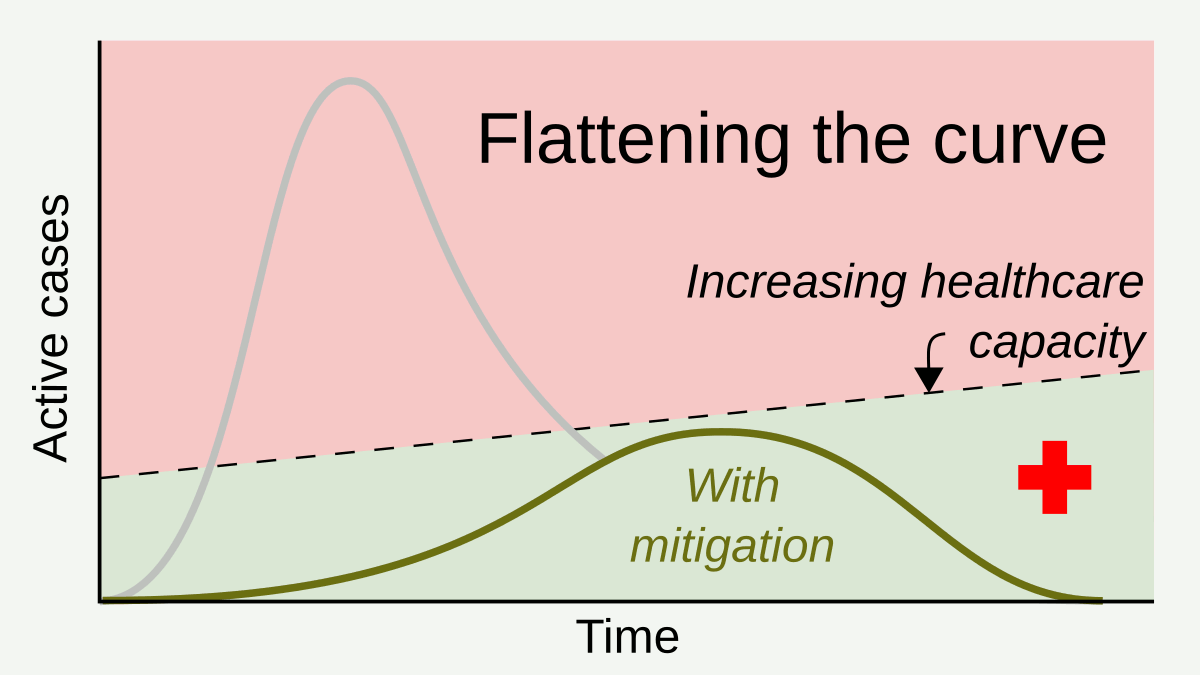 Flattening the curve
Increasing healthcare
capacity
Active cases
With
mitigation
Time